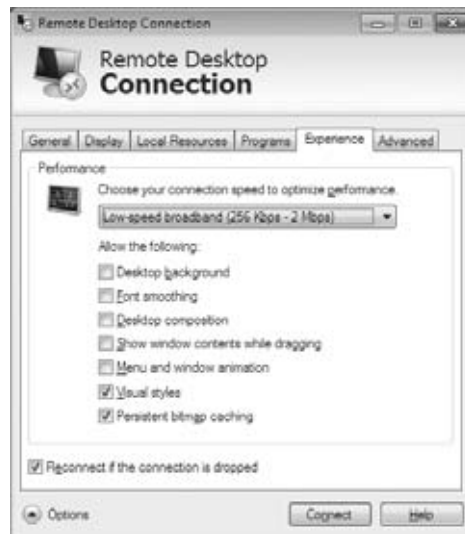 Remote Desktop Connection
Remote Desktop
Connection
General Display Local Resources Programs Experience Advanced
Performance
Choose your connection speed to optimize performance.
Low-speed broadband (256 Kbps - 2 Mbps)
Allow the following:
Desktop background
Font smoothing
Desktop composition
Show window contents while dragging
Menu and window animation
Visual styles
Persistent bitmap caching
Reconnect if the connection is dropped
Options Connect Help